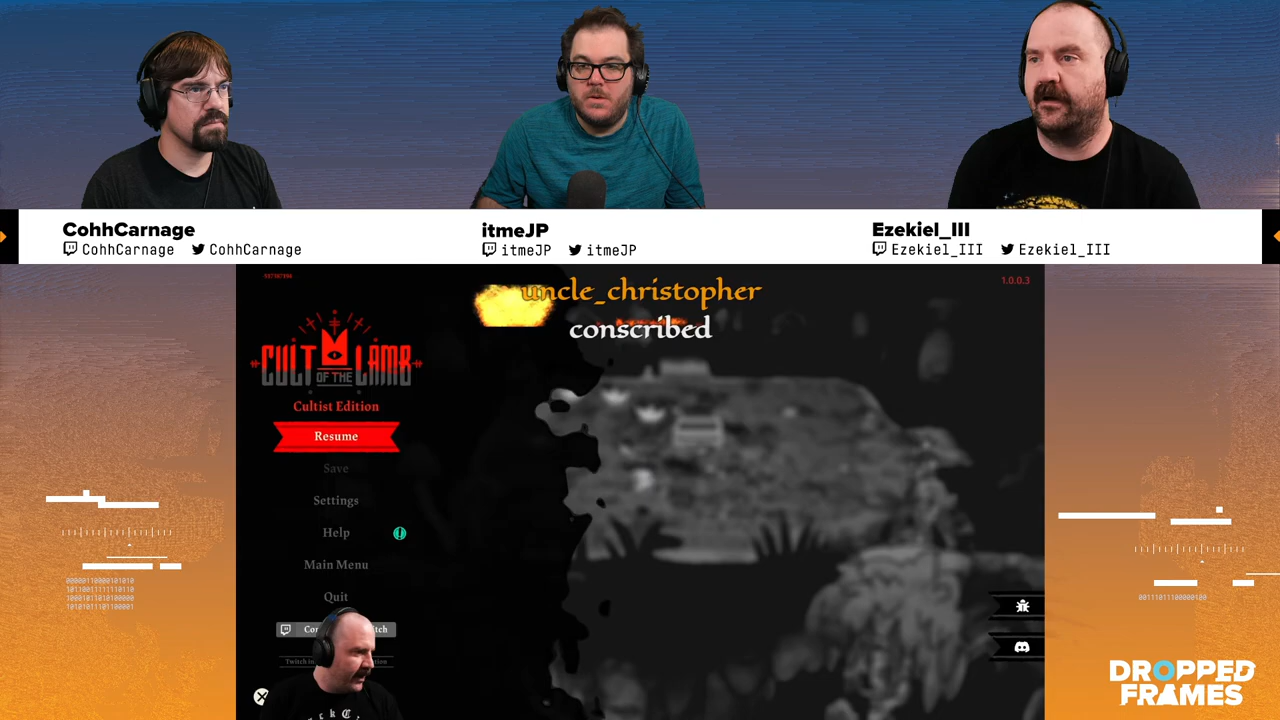 CohhCarnage
CohhCarnage CohhCarnage
itmeJP
itmeJP itmeJP
Ezekiel_III
Ezekiel_III Ezekiel_III
1.0.0.3
uncle_christopher
conscribed
CULT OF THE LAMB
Cultist Edition
Resume
Save
Settings
Help
Main Menu
Quit
DROPPED
FRAMES